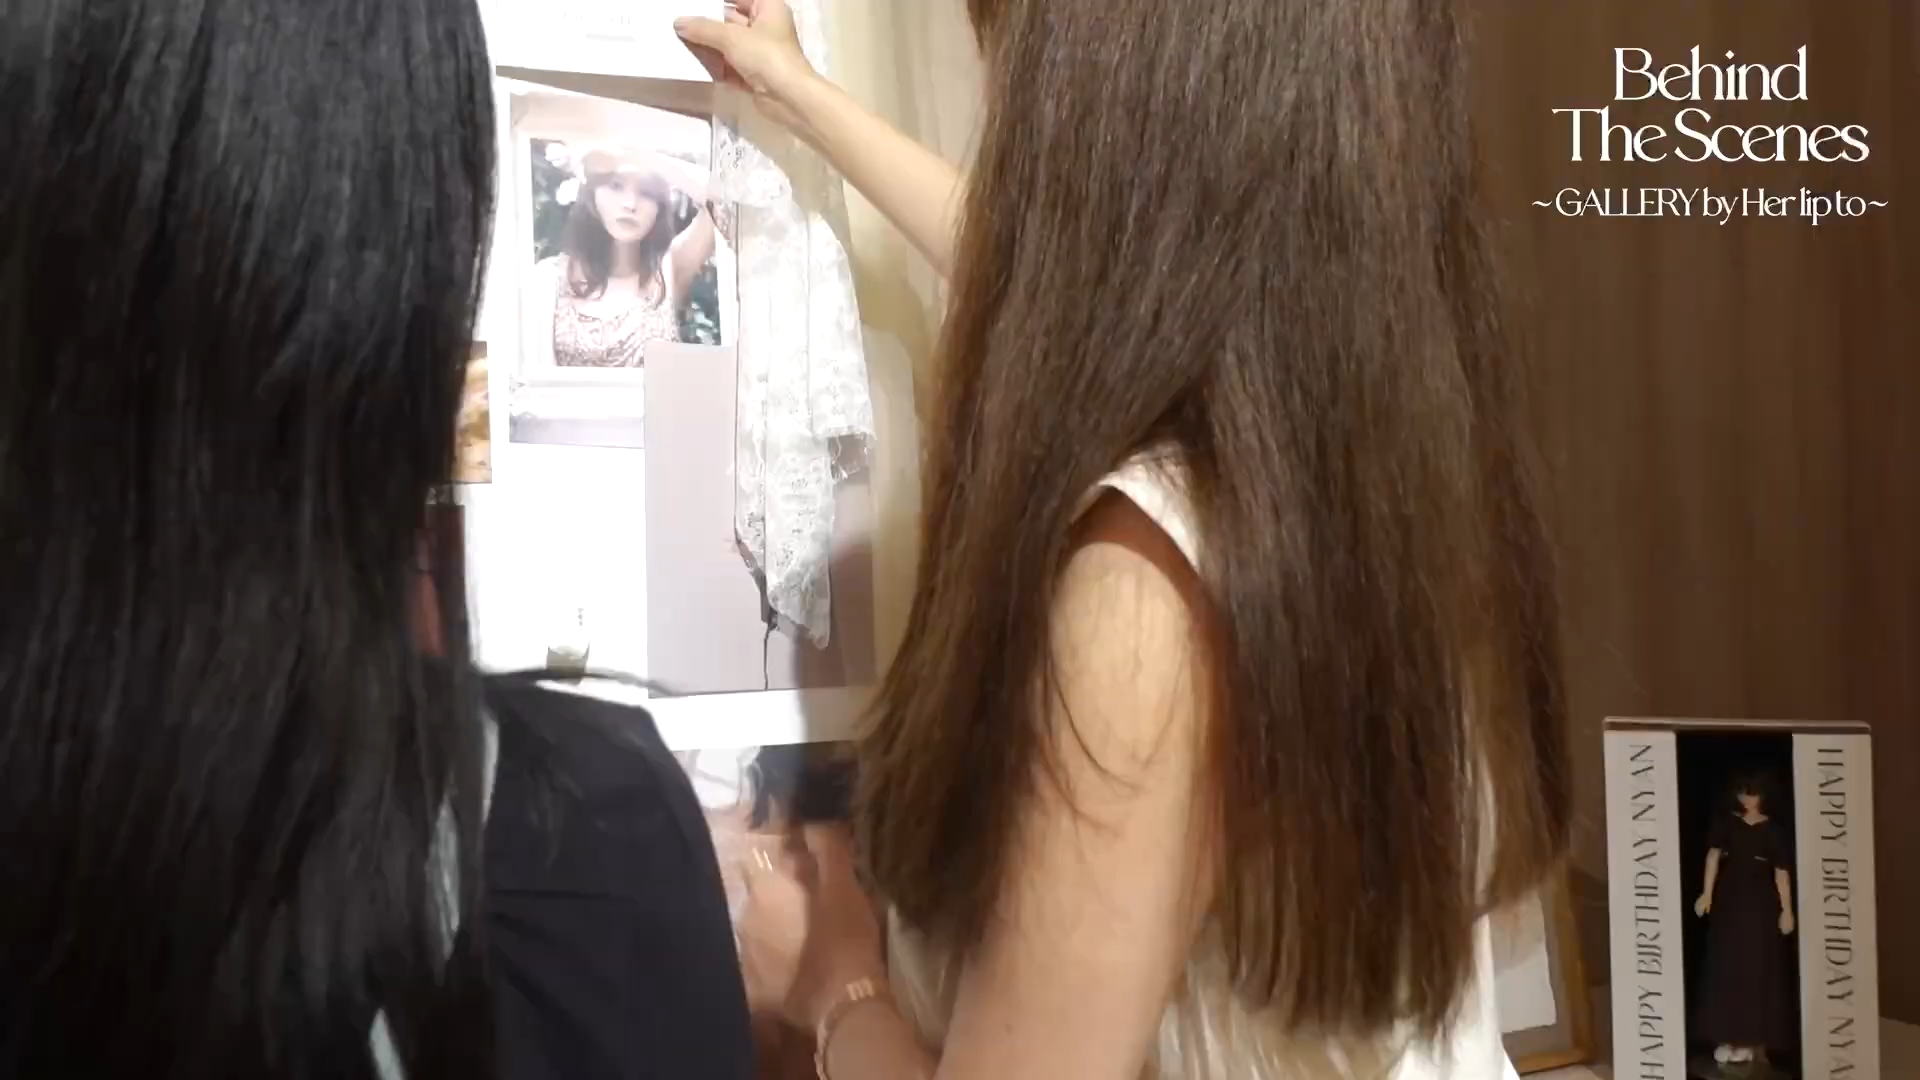 Behind
The Scenes
~GALLERY by Her lip to~
HAPPY BIRTHDAY NYAN
HAPPY BIRTHDAY NYAN